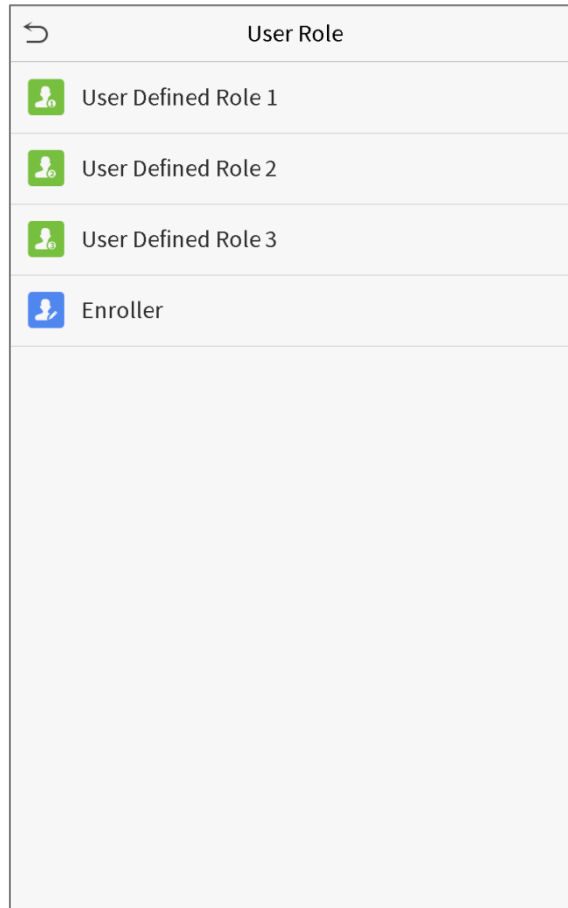 User Role
User Defined Role 1
User Defined Role 2
User Defined Role 3
Enroller